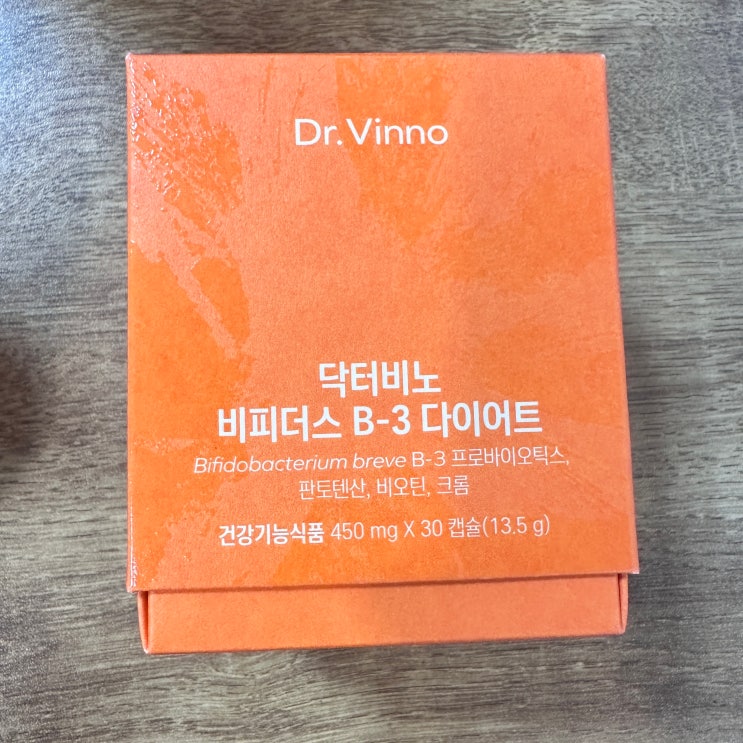 Dr. Vinno
닥터비노
비피더스 B-3 다이어트
Bifidobacterium breve B-3 프로바이오틱스,
판토텐산, 비오틴, 크롬
건강기능식품 450 mg X 30 캡슐(13.5 g)